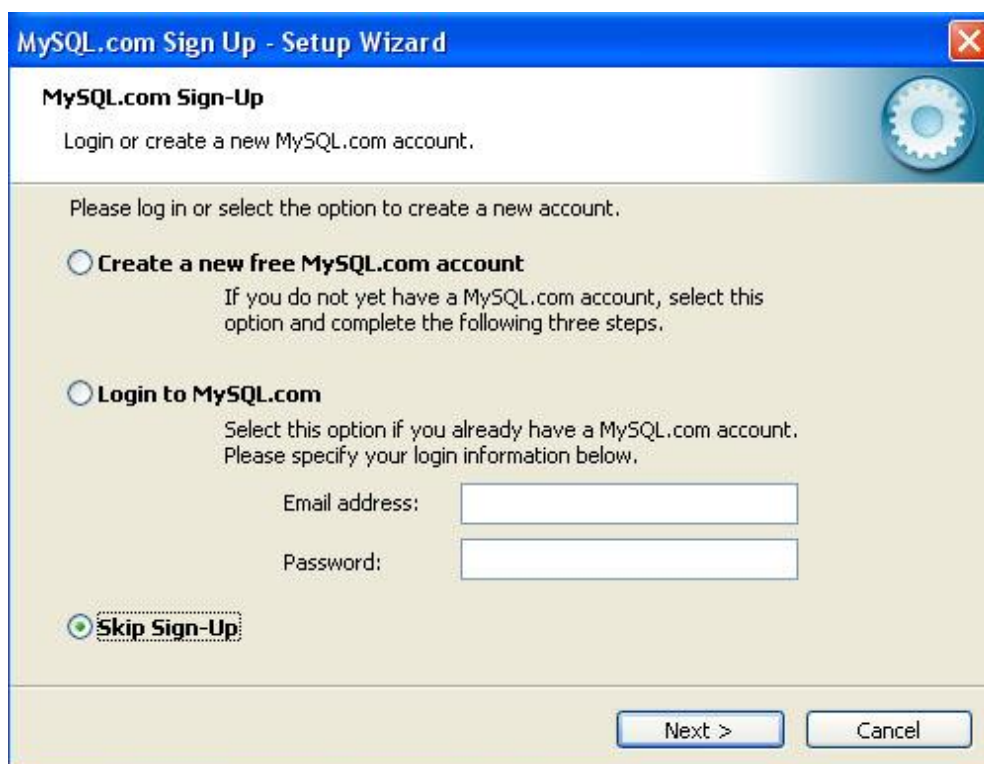 MySQL.com Sign Up - Setup Wizard
MySQL.com Sign-Up
Login or create a new MySQL.com account.
Please log in or select the option to create a new account.
Create a new free MySQL.com account
If you do not yet have a MySQL.com account, select this
option and complete the following three steps.
Login to MySQL.com
Select this option if you already have a MySQL.com account.
Please specify your login information below.
Email address:
Password:
Skip Sign-Up
Next >
Cancel